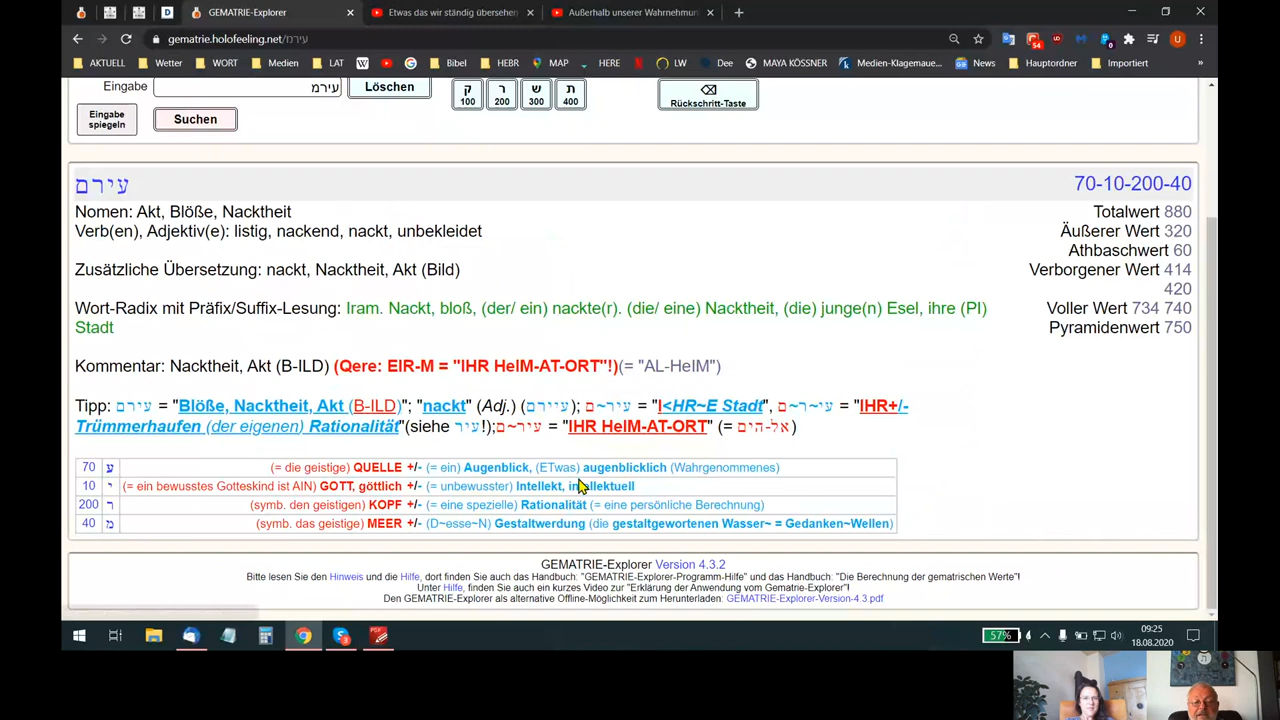 GEMATRIE-Explorer
Etwas das wir ständig übersehen
Außerhalb unserer Wahrnehmun
gematrie.holofeeling.net/עירמ
54
0
U
AKTUELL
Wetter
WORT
Medien
LAT
Bibel
HEBR
MAP
HERE
LW
Dee
MAYA KÖSSNER
Medien-Klagemaue...
News
Hauptordner
Importiert
»
Eingabe
עירמ
Löschen
ק
100
ר
200
ש
300
ת
400
Rückschritt-Taste
Eingabe
spiegeln
Suchen
עירם
70-10-200-40
Nomen: Akt, Blöße, Nacktheit
Totalwert 880
Verb(en), Adjektiv(e): listig, nackend, nackt, unbekleidet
Äußerer Wert 320
Athbaschwert 60
Zusätzliche Übersetzung: nackt, Nacktheit, Akt (Bild)
Verborgener Wert 414
420
Wort-Radix mit Präfix/Suffix-Lesung: Iram. Nackt, bloß, (der/ ein) nackte(r). (die/ eine) Nacktheit, (die) junge(n) Esel, ihre (Pl)
Voller Wert 734 740
Stadt
Pyramidenwert 750
Kommentar: Nacktheit, Akt (B-ILD) (Qere: EIR-M = "IHR HeIM-AT-ORT"!)(= "AL-HeIM")
Tipp: עירם = "Blöße, Nacktheit, Akt (B-ILD)"; "nackt" (Adj.) (עיירם); עיר~ם = "I<HR~E Stadt", עי~ר~ם = "IHR+/-
Trümmerhaufen (der eigenen) Rationalität"(siehe עיר!);עיר~ם = "IHR HeIM-AT-ORT" (= אל-הים)
70 ע (= die geistige) QUELLE +/- (= ein) Augenblick, (ETwas) augenblicklich (Wahrgenommenes)
10 י (= ein bewusstes Gotteskind ist AIN) GOTT, göttlich +/- (= unbewusster) Intellekt, intellektuell
200 ר (symb. den geistigen) KOPF +/- (= eine spezielle) Rationalität (= eine persönliche Berechnung)
40 מ (symb. das geistige) MEER +/- (D~esse~N) Gestaltwerdung (die gestaltgewortenen Wasser~ = Gedanken~Wellen)
GEMATRIE-Explorer Version 4.3.2
Bitte lesen Sie den Hinweis und die Hilfe, dort finden Sie auch das Handbuch: "GEMATRIE-Explorer-Programm-Hilfe" und das Handbuch: "Die Berechnung der gematrischen Werte"!
Unter Hilfe, finden Sie auch ein kurzes Video zur "Erklärung der Anwendung vom Gematrie-Explorer"!
Den GEMATRIE-Explorer als alternative Offline-Möglichkeit zum Herunterladen: GEMATRIE-Explorer-Version-4.3 pdf
57%
09:25
18.08.2020